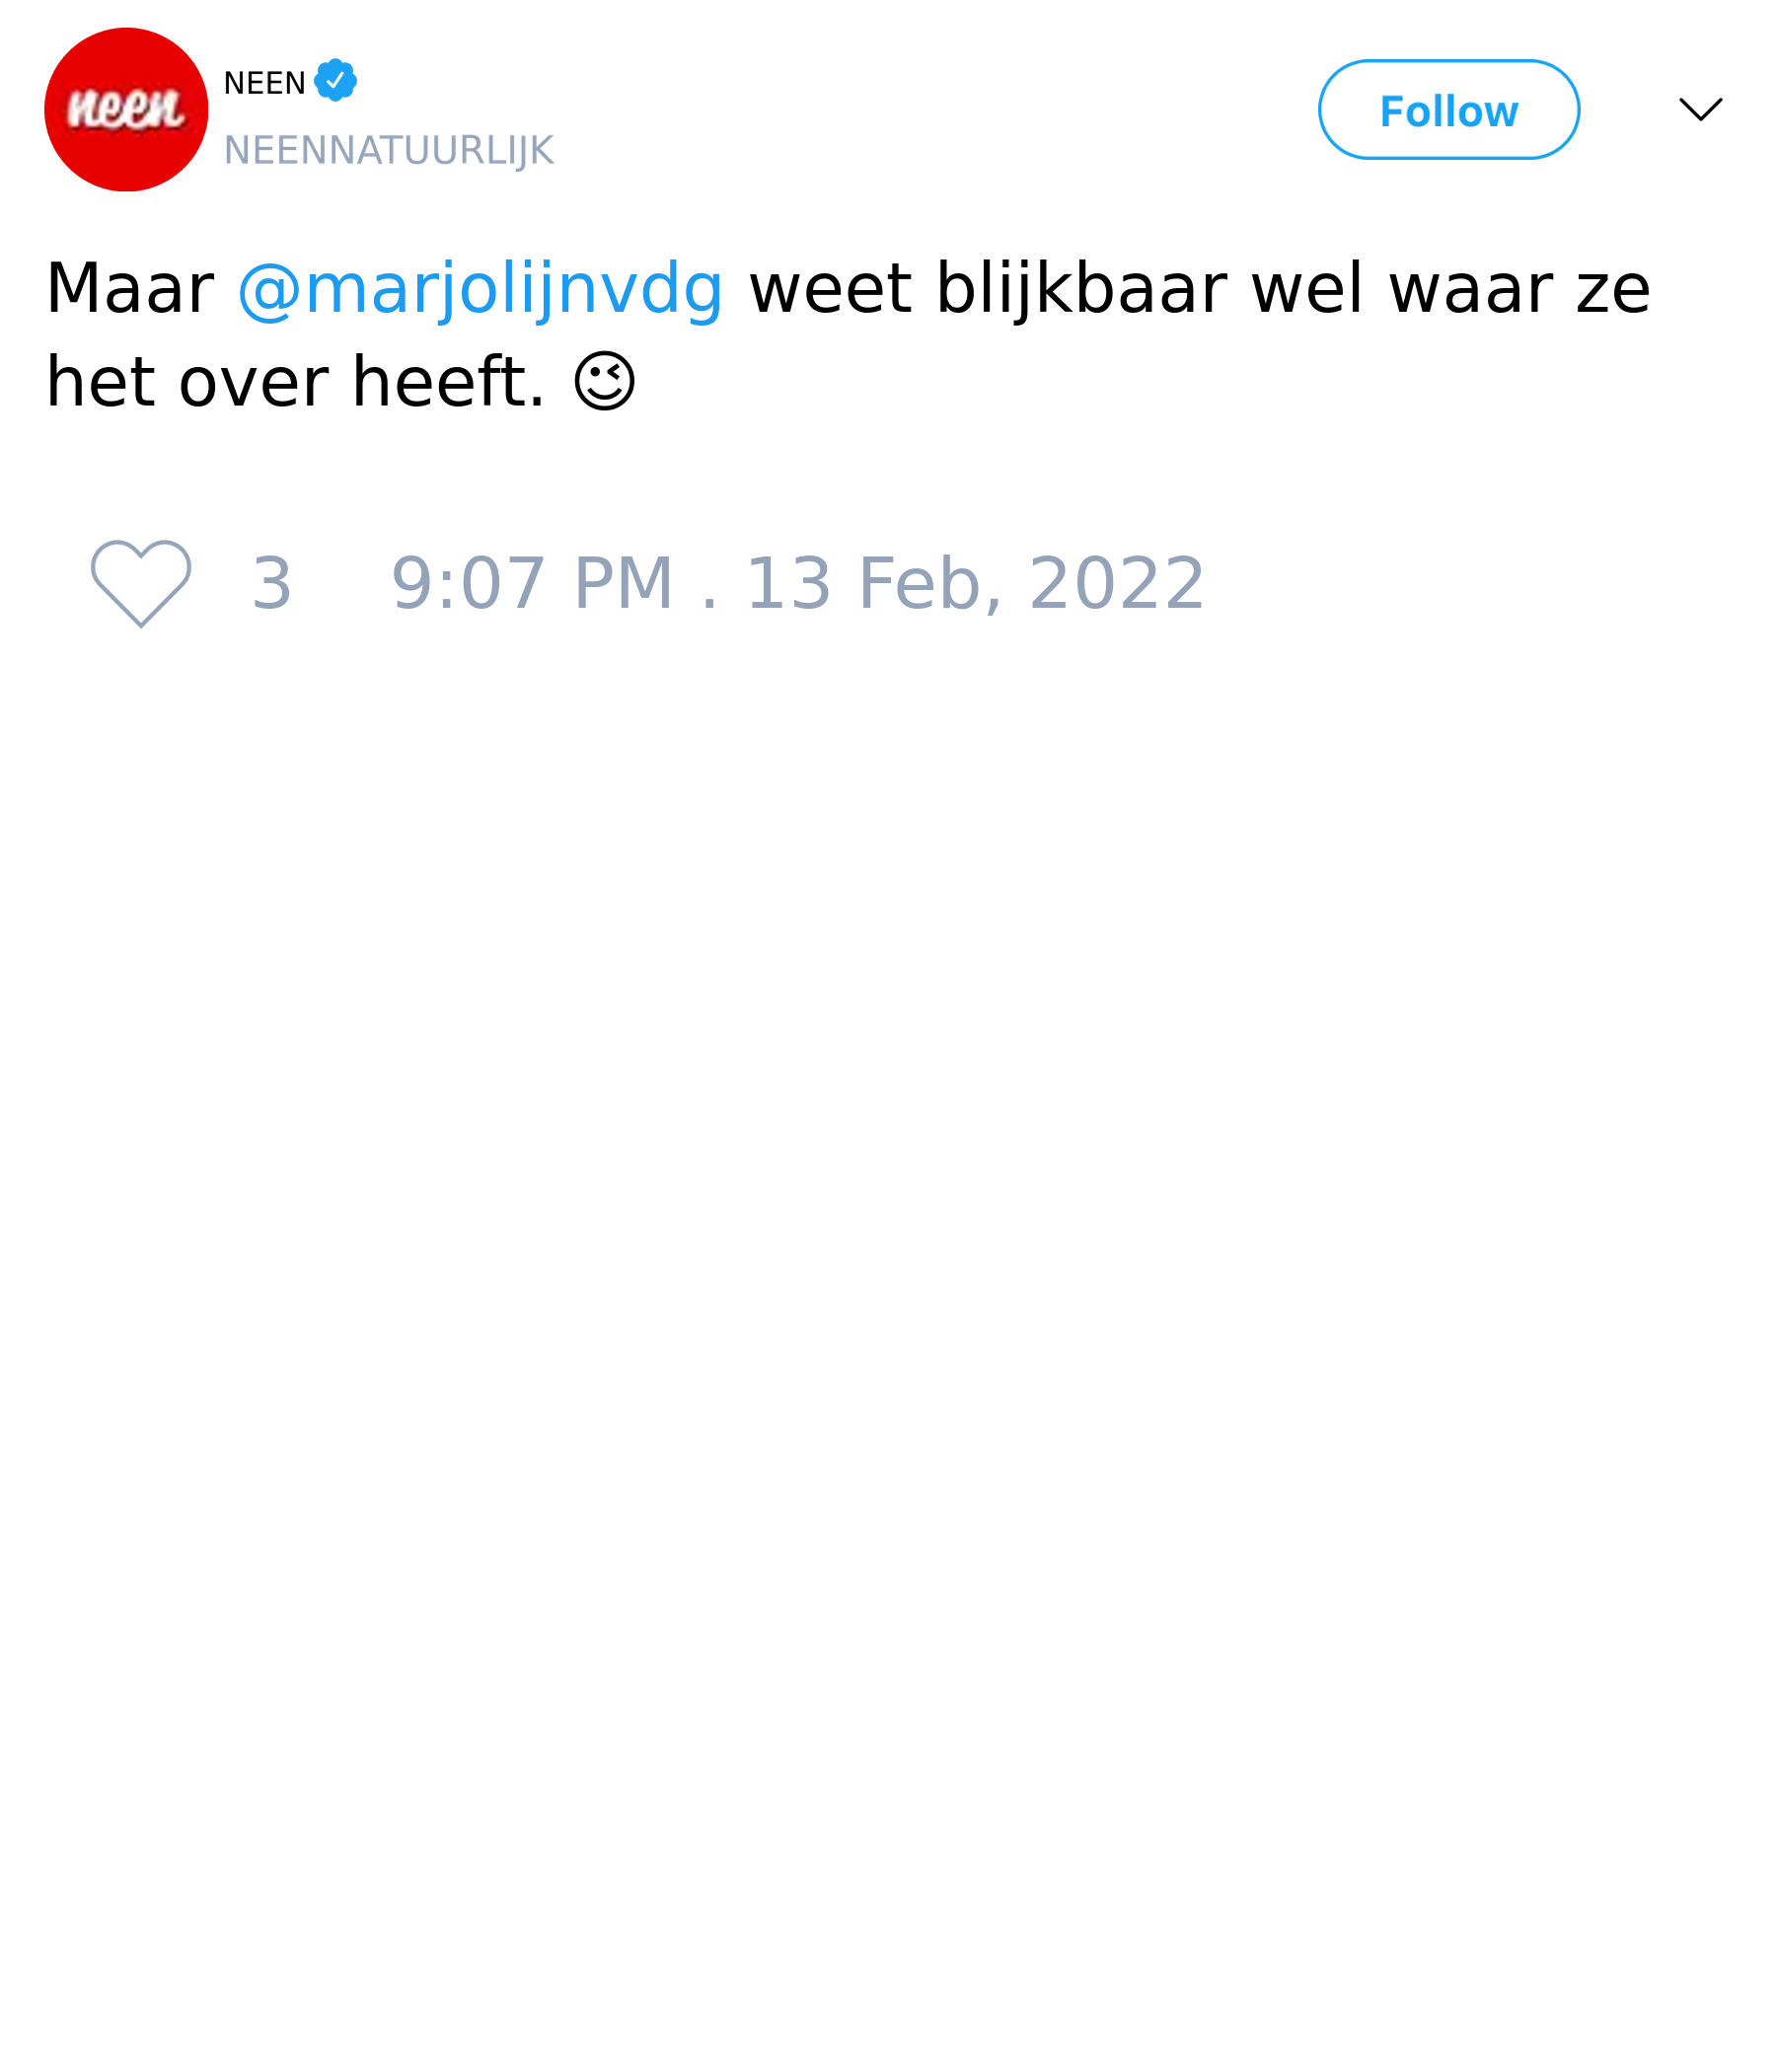 neen
NEEN
NEENNATUURLIJK
Follow
Maar @marjolijnvdg weet blijkbaar wel waar ze
het over heeft. 😉
3 9:07 PM . 13 Feb, 2022